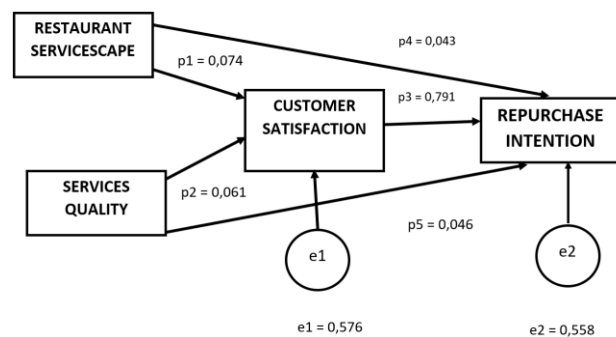 RESTAURANT
SERVICESCAPE
p4 = 0,043
p1 = 0,074
CUSTOMER
SATISFACTION
p3 = 0,791
REPURCHASE
INTENTION
SERVICES
QUALITY
p2 = 0,061
p5 = 0,046
e1
e2
e1 = 0,576
e2 = 0,558